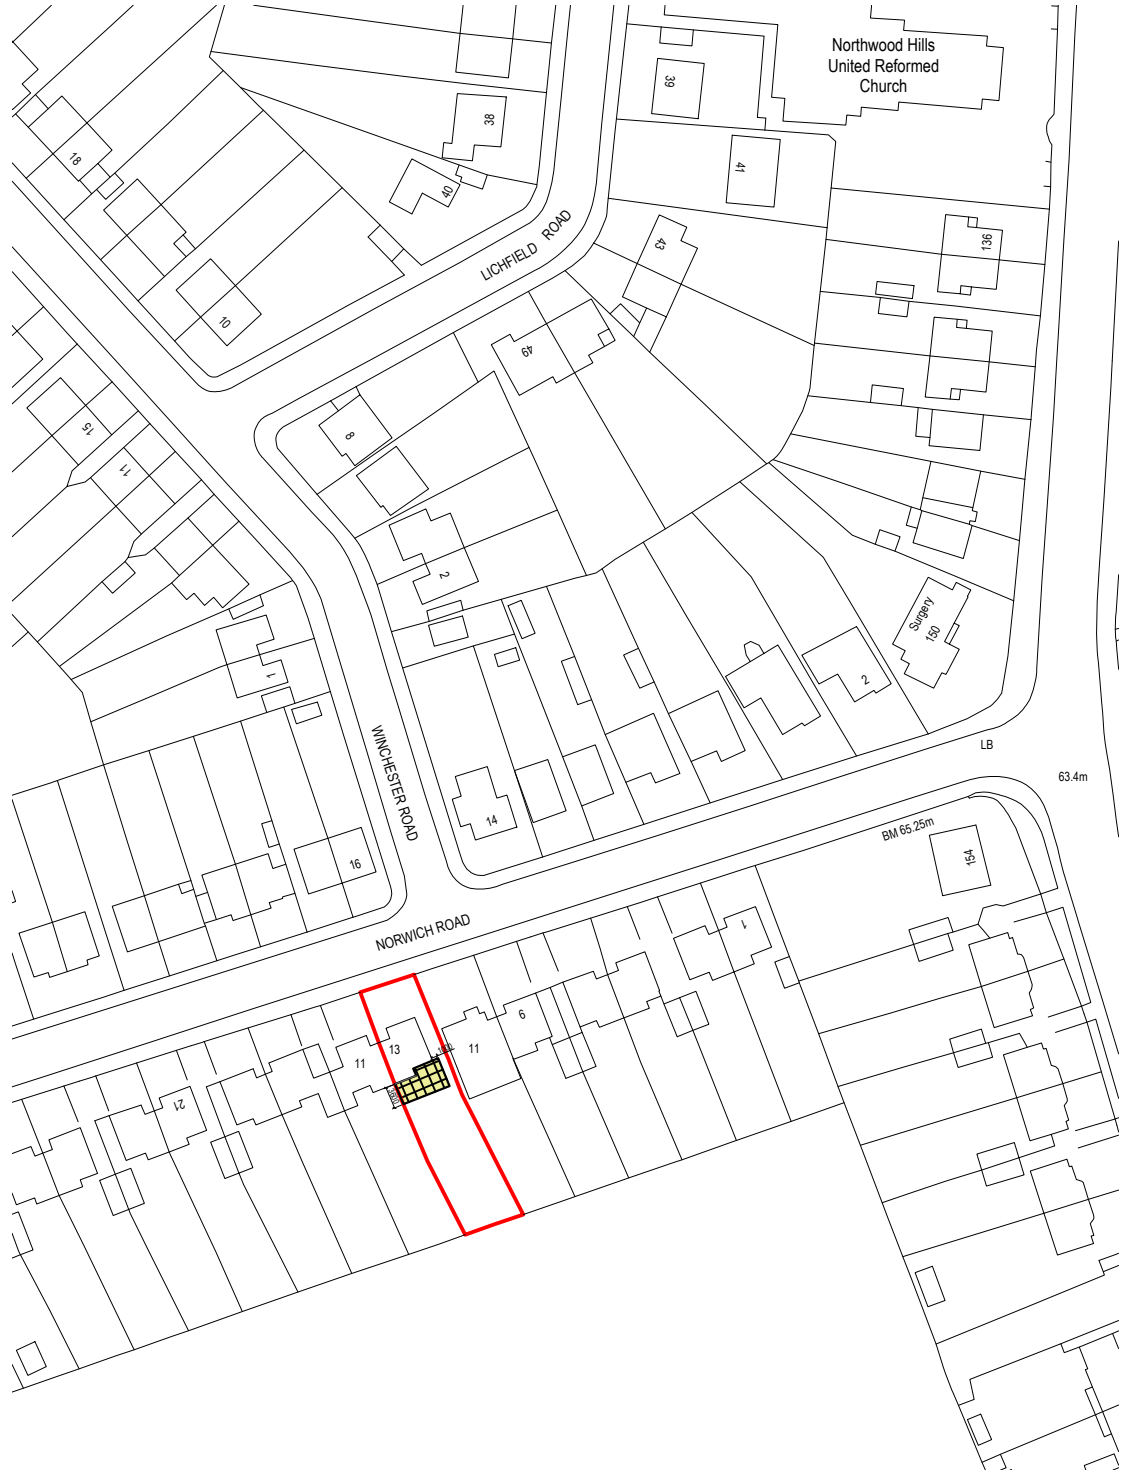 Northwood Hills
United Reformed
Church
39
38
18
41
40
LICHFIELD ROAD
43
136
10
49
15
8
11
2
Surgery
150
1
2
WINCHESTER ROAD
LB
63.4m
14
BM 65.25m
16
154
NORWICH ROAD
1
6
13
11
11
21